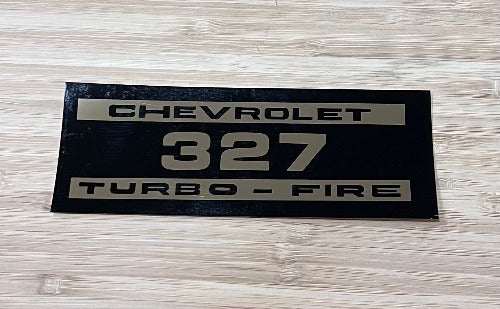 CHEVROLET
327
TURBO - FIRE